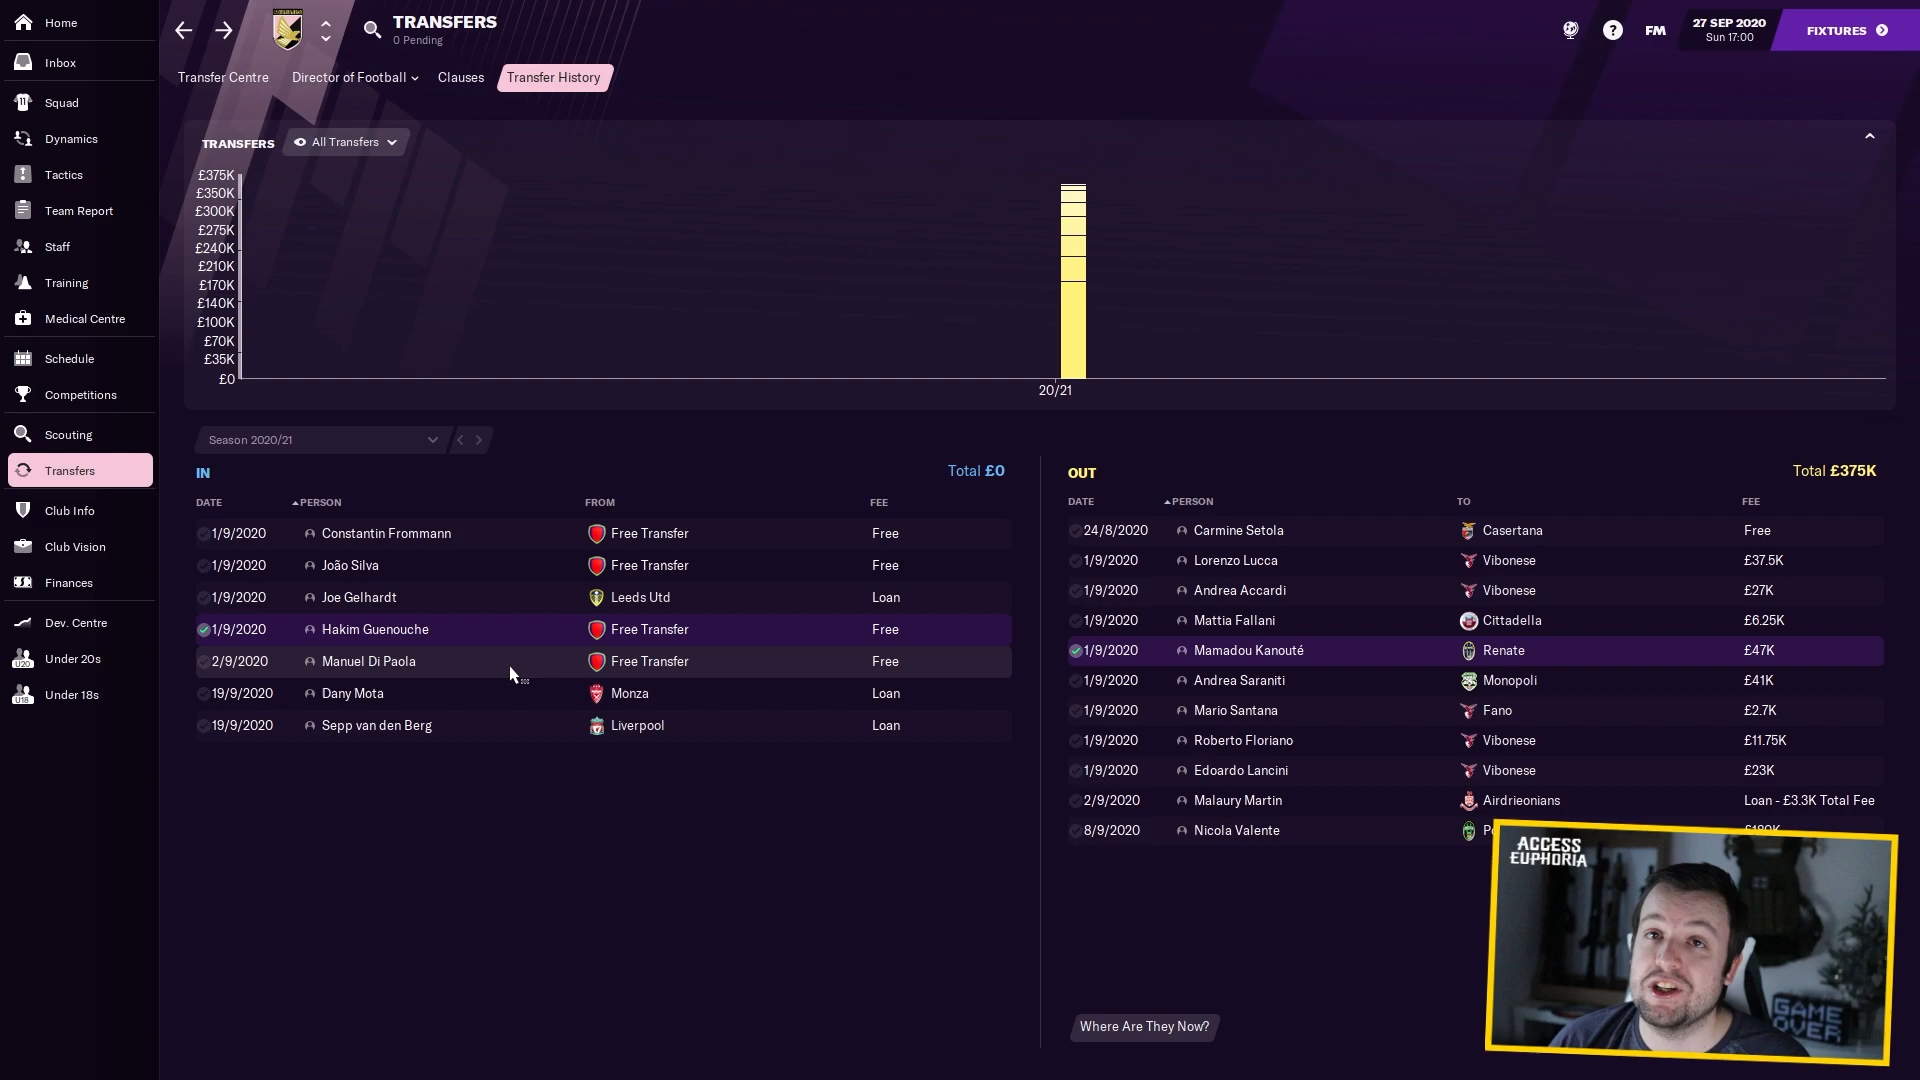 Home
Inbox
Squad
Dynamics
Tactics
Team Report
Staff
Training
Medical Centre
Schedule
Competitions
Scouting
Transfers
Club Info
Club Vision
Finances
Dev. Centre
U20 Under 20s
U18 Under 18s
TRANSFERS
0 Pending
? FM
27 SEP 2020
Sun 17:00
FIXTURES
Transfer Centre Director of Football Clauses Transfer History
TRANSFERS All Transfers
£375K
£350K
£300K
£275K
£240K
£210K
£170K
£140K
£100K
£70K
£35K
£0
20/21
Season 2020/21
IN Total £0
DATE PERSON FROM FEE
1/9/2020 Constantin Frommann Free Transfer Free
1/9/2020 João Silva Free Transfer Free
1/9/2020 Joe Gelhardt Leeds Utd Loan
1/9/2020 Hakim Guenouche Free Transfer Free
2/9/2020 Manuel Di Paola Free Transfer Free
19/9/2020 Dany Mota Monza Loan
19/9/2020 Sepp van den Berg Liverpool Loan
OUT Total £375K
DATE PERSON TO FEE
24/8/2020 Carmine Setola Casertana Free
1/9/2020 Lorenzo Lucca Vibonese £37.5K
1/9/2020 Andrea Accardi Vibonese £27K
1/9/2020 Mattia Fallani Cittadella £6.25K
1/9/2020 Mamadou Kanouté Renate £47K
1/9/2020 Andrea Saraniti Monopoli £41K
1/9/2020 Mario Santana Fano £2.7K
1/9/2020 Roberto Floriano Vibonese £11.75K
1/9/2020 Edoardo Lancini Vibonese £23K
2/9/2020 Malaury Martin Airdrieonians Loan - £3.3K Total Fee
8/9/2020 Nicola Valente
Where Are They Now?
ACCESS
EUPHORIA
GAME
OVER